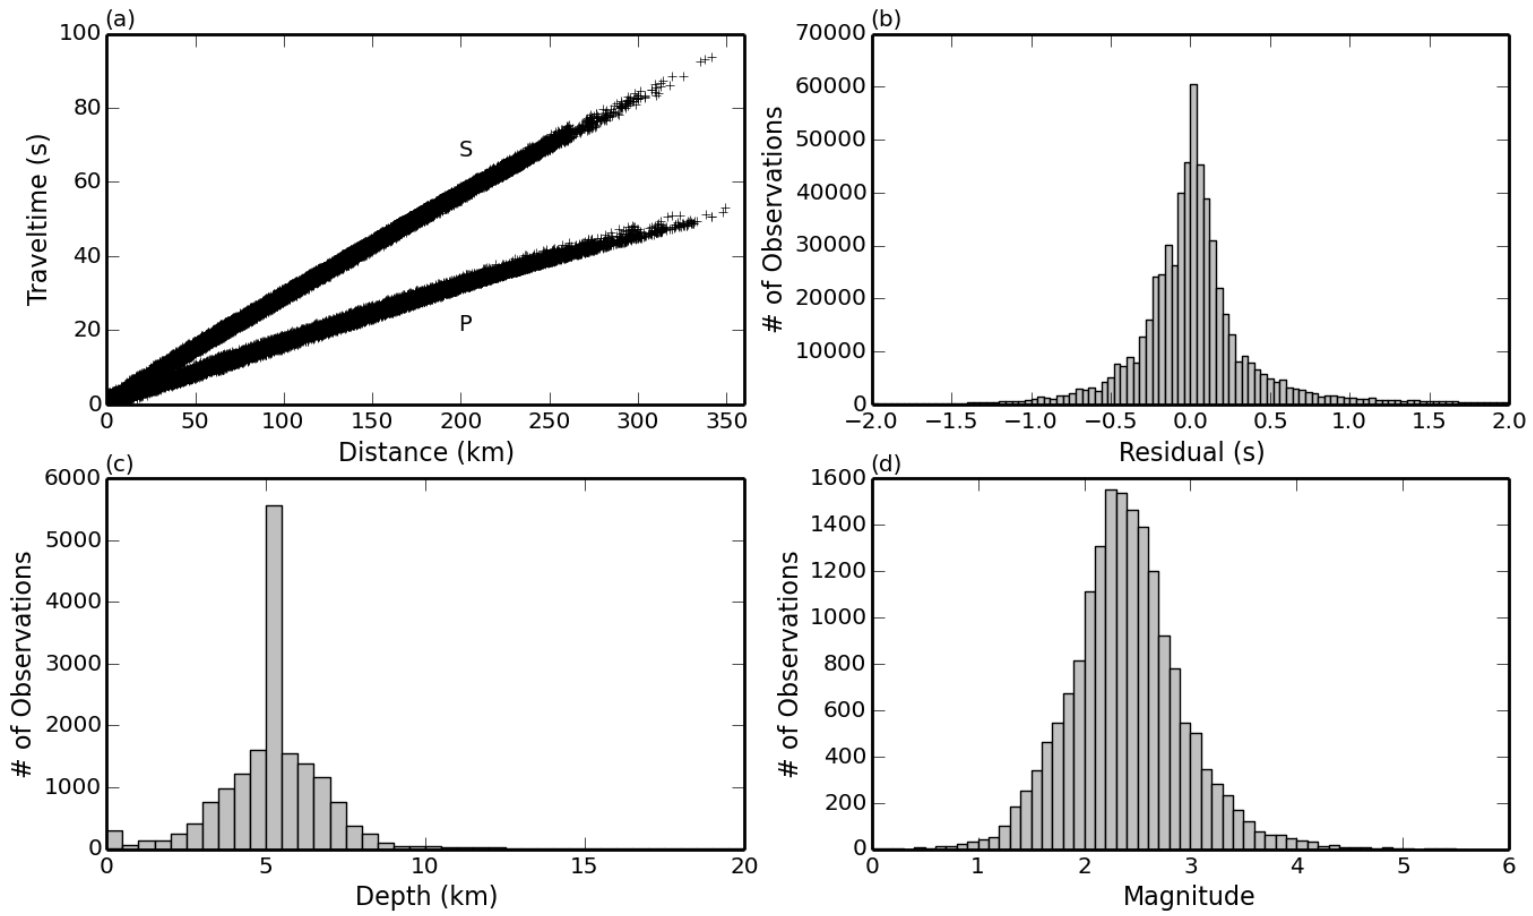 (a)
100
80
60
40
20
0
Traveltime (s)
S
P
0 50 100 150 200 250 300 350
Distance (km)
(b)
70000
60000
50000
40000
30000
20000
10000
0
# of Observations
−2.0 −1.5 −1.0 −0.5 0.0 0.5 1.0 1.5 2.0
Residual (s)
(c)
6000
5000
4000
3000
2000
1000
0
# of Observations
0 5 10 15 20
Depth (km)
(d)
1600
1400
1200
1000
800
600
400
200
0
# of Observations
0 1 2 3 4 5 6
Magnitude